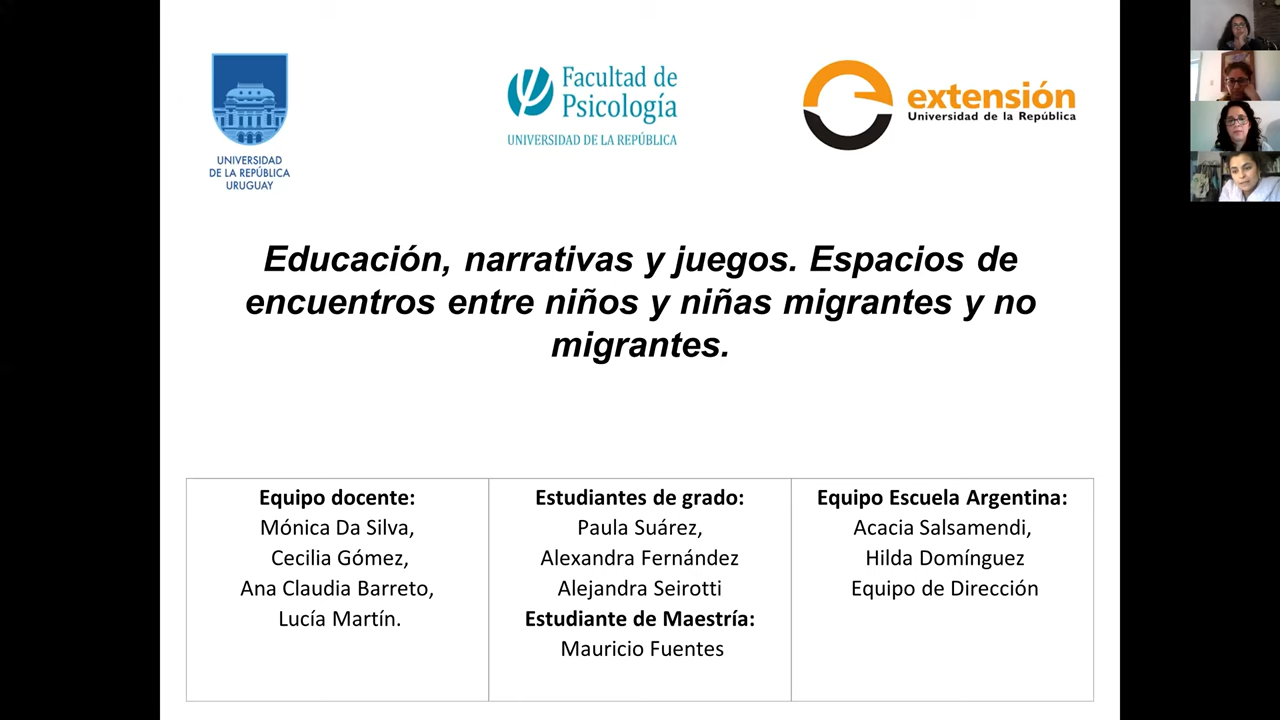 UNIVERSIDAD
DE LA REPÚBLICA
URUGUAY
Facultad de
Psicología
UNIVERSIDAD DE LA REPÚBLICA
extensión
Universidad de la República
Educación, narrativas y juegos. Espacios de
encuentros entre niños y niñas migrantes y no
migrantes.
Equipo docente:
Mónica Da Silva,
Cecilia Gómez,
Ana Claudia Barreto,
Lucía Martín.
Estudiantes de grado:
Paula Suárez,
Alexandra Fernández
Alejandra Seirotti
Estudiante de Maestría:
Mauricio Fuentes
Equipo Escuela Argentina:
Acacia Salsamendi,
Hilda Domínguez
Equipo de Dirección